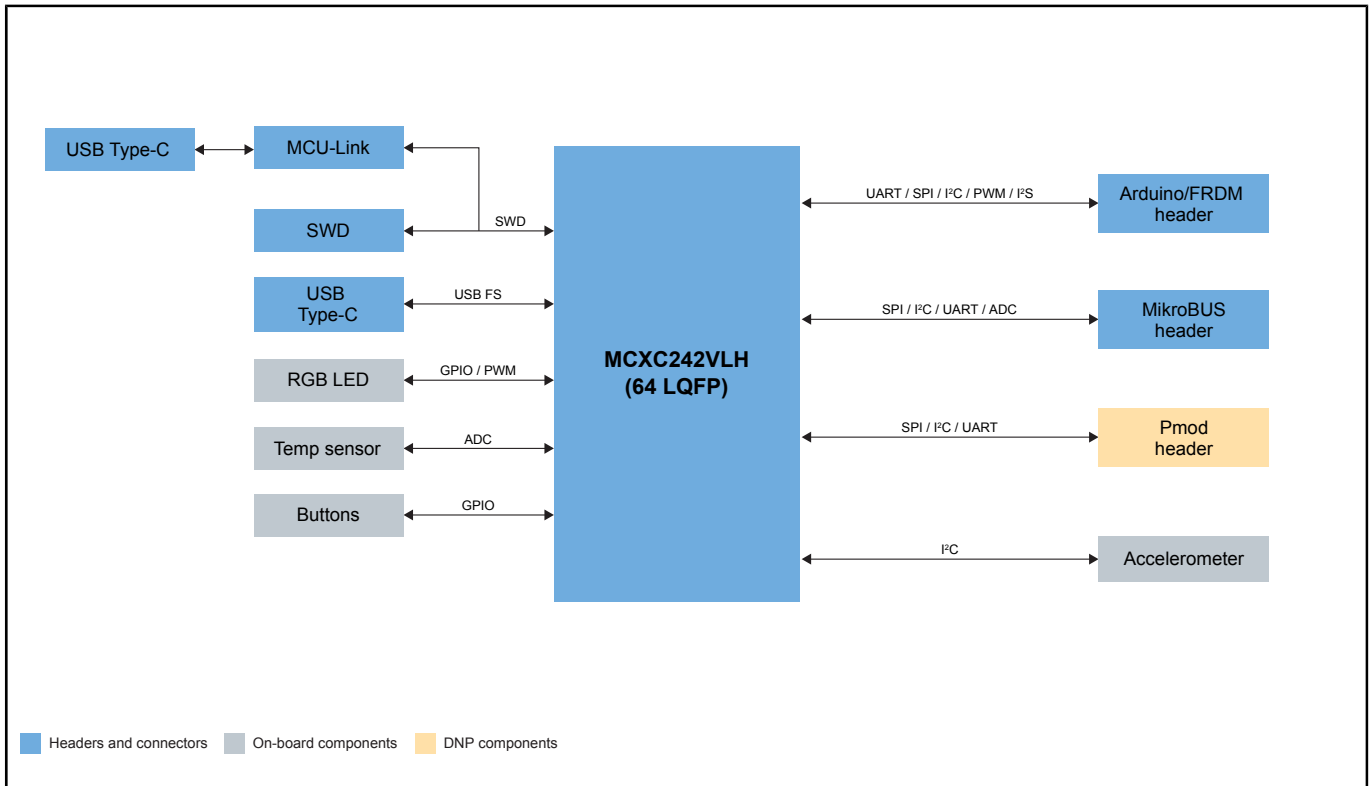 USB Type-C
MCU-Link
SWD
SWD
USB
Type-C
USB FS
RGB LED
GPIO / PWM
Temp sensor
ADC
Buttons
GPIO
MCXC242VLH
(64 LQFP)
UART / SPI / I²C / PWM / I²S
Arduino/FRDM
header
SPI / I²C / UART / ADC
MikroBUS
header
SPI / I²C / UART
Pmod
header
I²C
Accelerometer
Headers and connectors
On-board components
DNP components